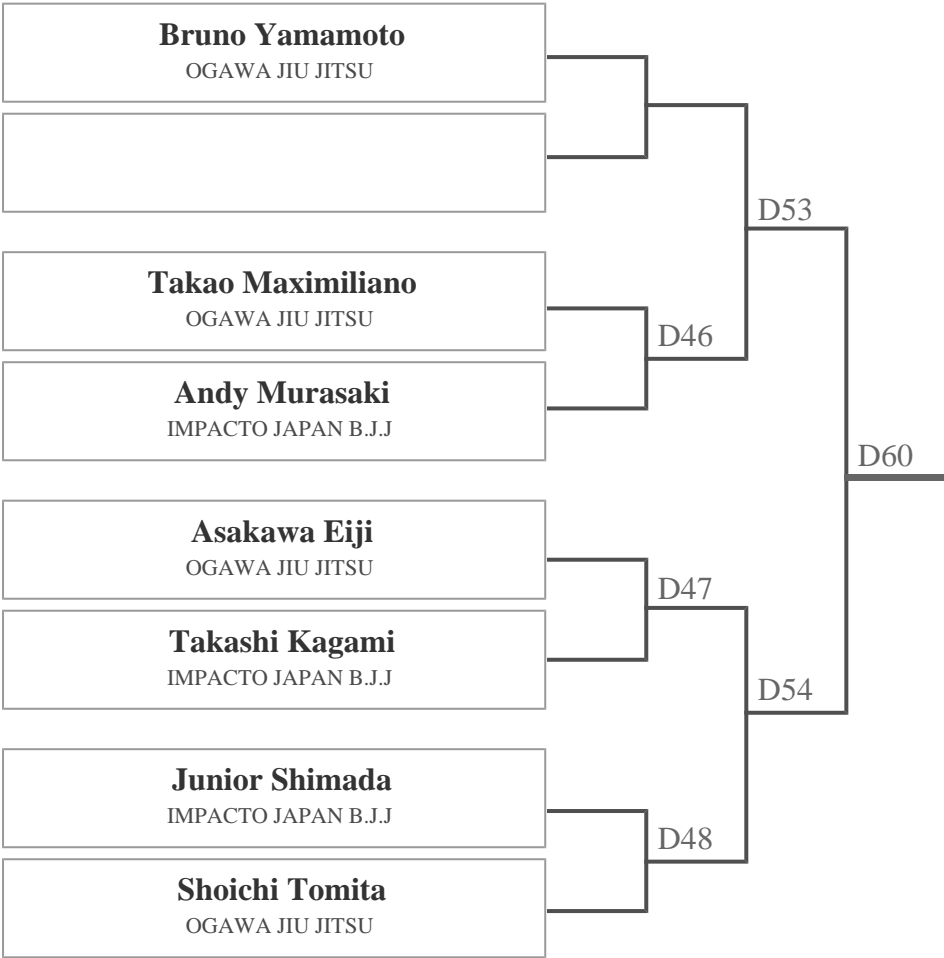 Bruno Yamamoto
OGAWA JIU JITSU
D53
Takao Maximiliano
OGAWA JIU JITSU
D46
Andy Murasaki
IMPACTO JAPAN B.J.J
D60
Asakawa Eiji
OGAWA JIU JITSU
D47
Takashi Kagami
IMPACTO JAPAN B.J.J
D54
Junior Shimada
IMPACTO JAPAN B.J.J
D48
Shoichi Tomita
OGAWA JIU JITSU